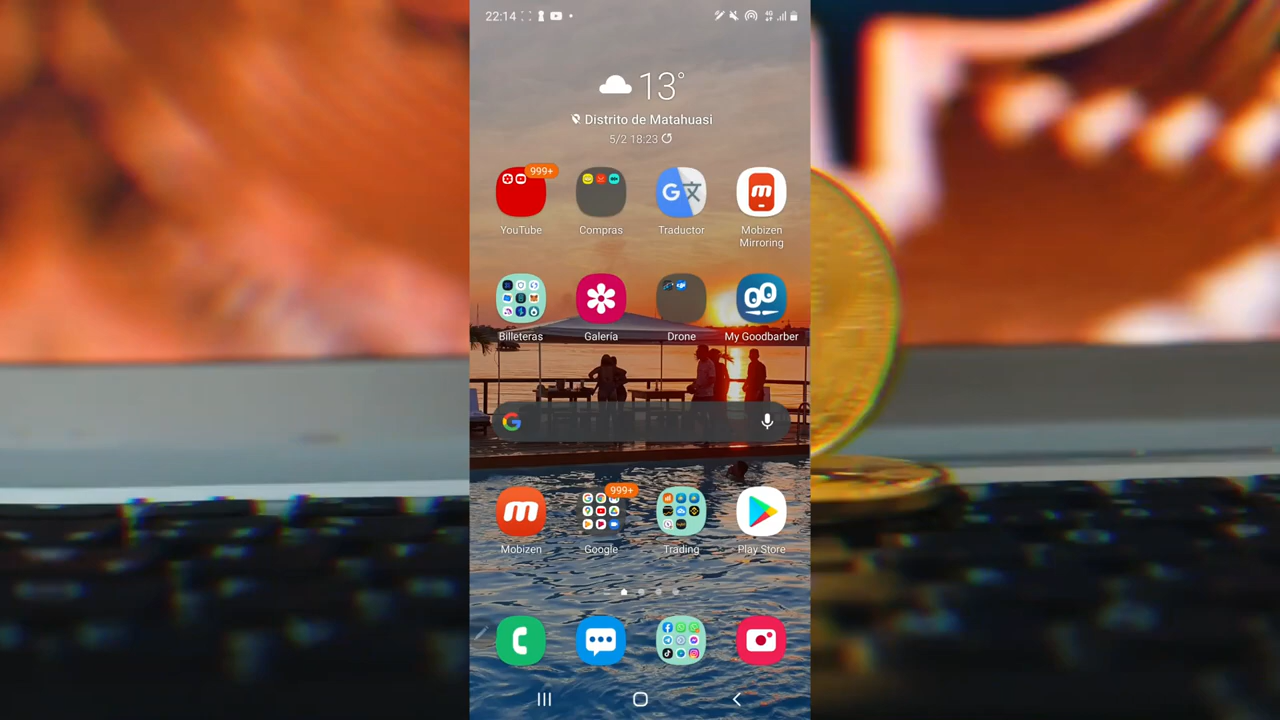 22:14
4G
13°
Distrito de Matahuasi
5/2 18:23
999+
YouTube
Compras
Traductor
Mobizen
Mirroring
Billeteras
Galería
Drone
My Goodbarber
999+
Mobizen
Google
Trading
Play Store